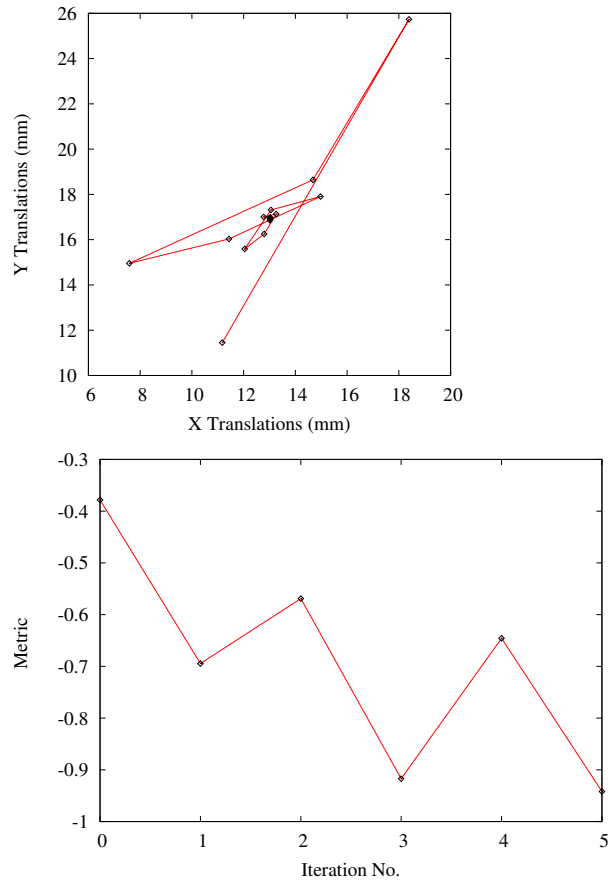 26
24
22
20
18
16
14
12
10
Y Translations (mm)
6 8 10 12 14 16 18 20
X Translations (mm)
-0.3
-0.4
-0.5
-0.6
-0.7
-0.8
-0.9
-1
Metric
0 1 2 3 4 5
Iteration No.